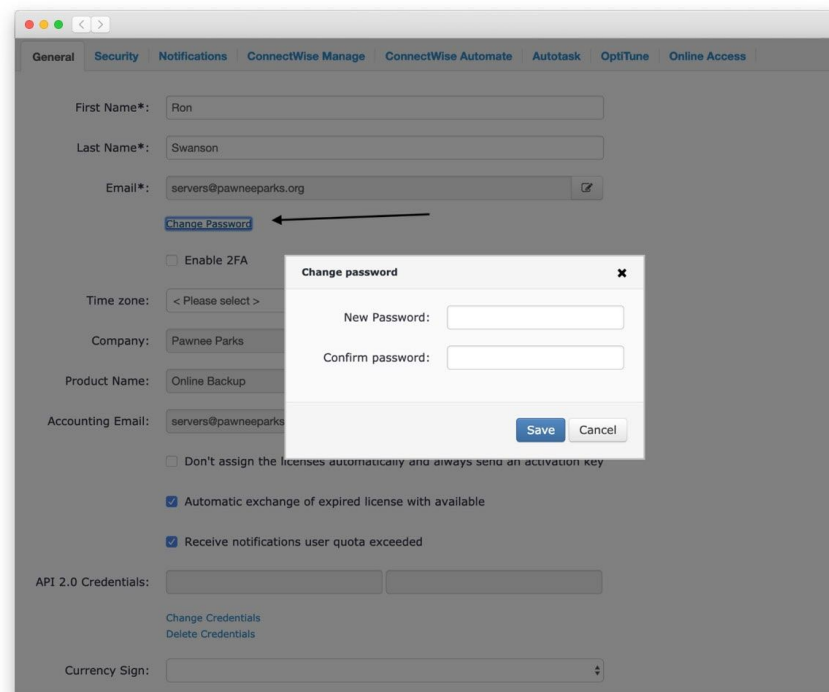 General Security Notifications ConnectWise Manage ConnectWise Automate Autotask OptiTune Online Access
First Name*: Ron
Last Name*: Swanson
Email*: servers@pawneeparks.org
Change Password
Enable 2FA
Change password
New Password:
Confirm password:
Save Cancel
Time zone: < Please select >
Company: Pawnee Parks
Product Name: Online Backup
Accounting Email: servers@pawneeparks
Don't assign the licenses automatically and always send an activation key
Automatic exchange of expired license with available
Receive notifications user quota exceeded
API 2.0 Credentials:
Change Credentials
Delete Credentials
Currency Sign: